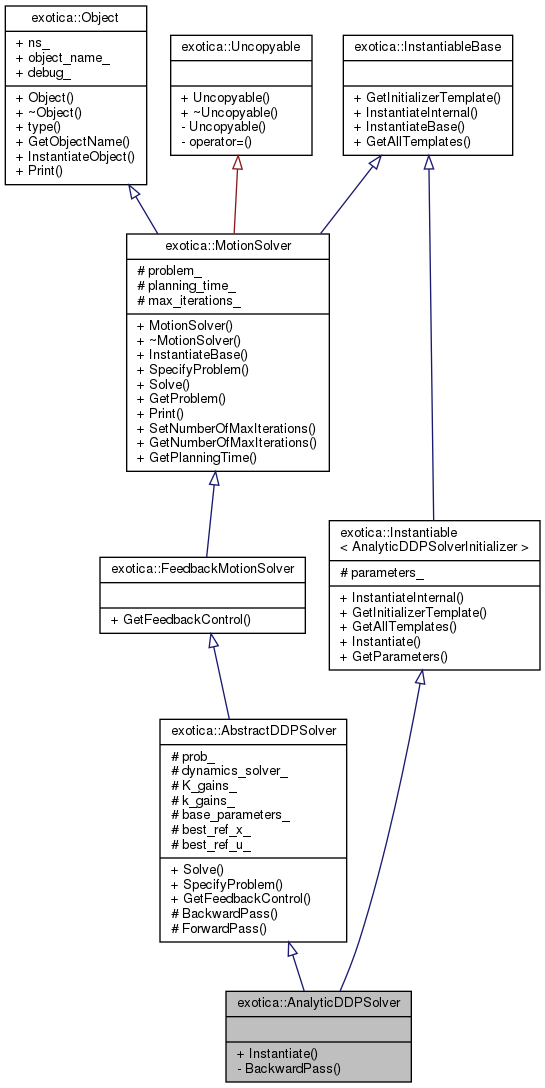 exotica::Object
+ ns_
+ object_name_
+ debug_
+ Object()
+ ~Object()
+ type()
+ GetObjectName()
+ InstantiateObject()
+ Print()
exotica::Uncopyable
+ Uncopyable()
+ ~Uncopyable()
- Uncopyable()
- operator=()
exotica::InstantiableBase
+ GetInitializerTemplate()
+ InstantiateInternal()
+ InstantiateBase()
+ GetAllTemplates()
exotica::MotionSolver
# problem_
# planning_time_
# max_iterations_
+ MotionSolver()
+ ~MotionSolver()
+ InstantiateBase()
+ SpecifyProblem()
+ Solve()
+ GetProblem()
+ Print()
+ SetNumberOfMaxIterations()
+ GetNumberOfMaxIterations()
+ GetPlanningTime()
exotica::Instantiable
< AnalyticDDPSolverInitializer >
# parameters_
+ InstantiateInternal()
+ GetInitializerTemplate()
+ GetAllTemplates()
+ Instantiate()
+ GetParameters()
exotica::FeedbackMotionSolver
+ GetFeedbackControl()
exotica::AbstractDDPSolver
# prob_
# dynamics_solver_
# K_gains_
# k_gains_
# base_parameters_
# best_ref_x_
# best_ref_u_
+ Solve()
+ SpecifyProblem()
+ GetFeedbackControl()
# BackwardPass()
# ForwardPass()
exotica::AnalyticDDPSolver
+ Instantiate()
- BackwardPass()